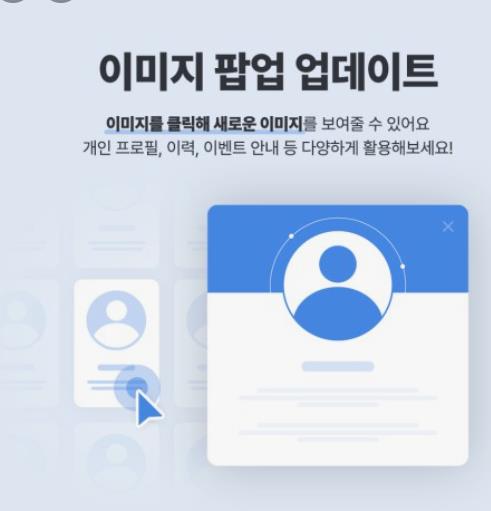 이미지 팝업 업데이트
이미지를 클릭해 새로운 이미지를 보여줄 수 있어요
개인 프로필, 이력, 이벤트 안내 등 다양하게 활용해보세요!